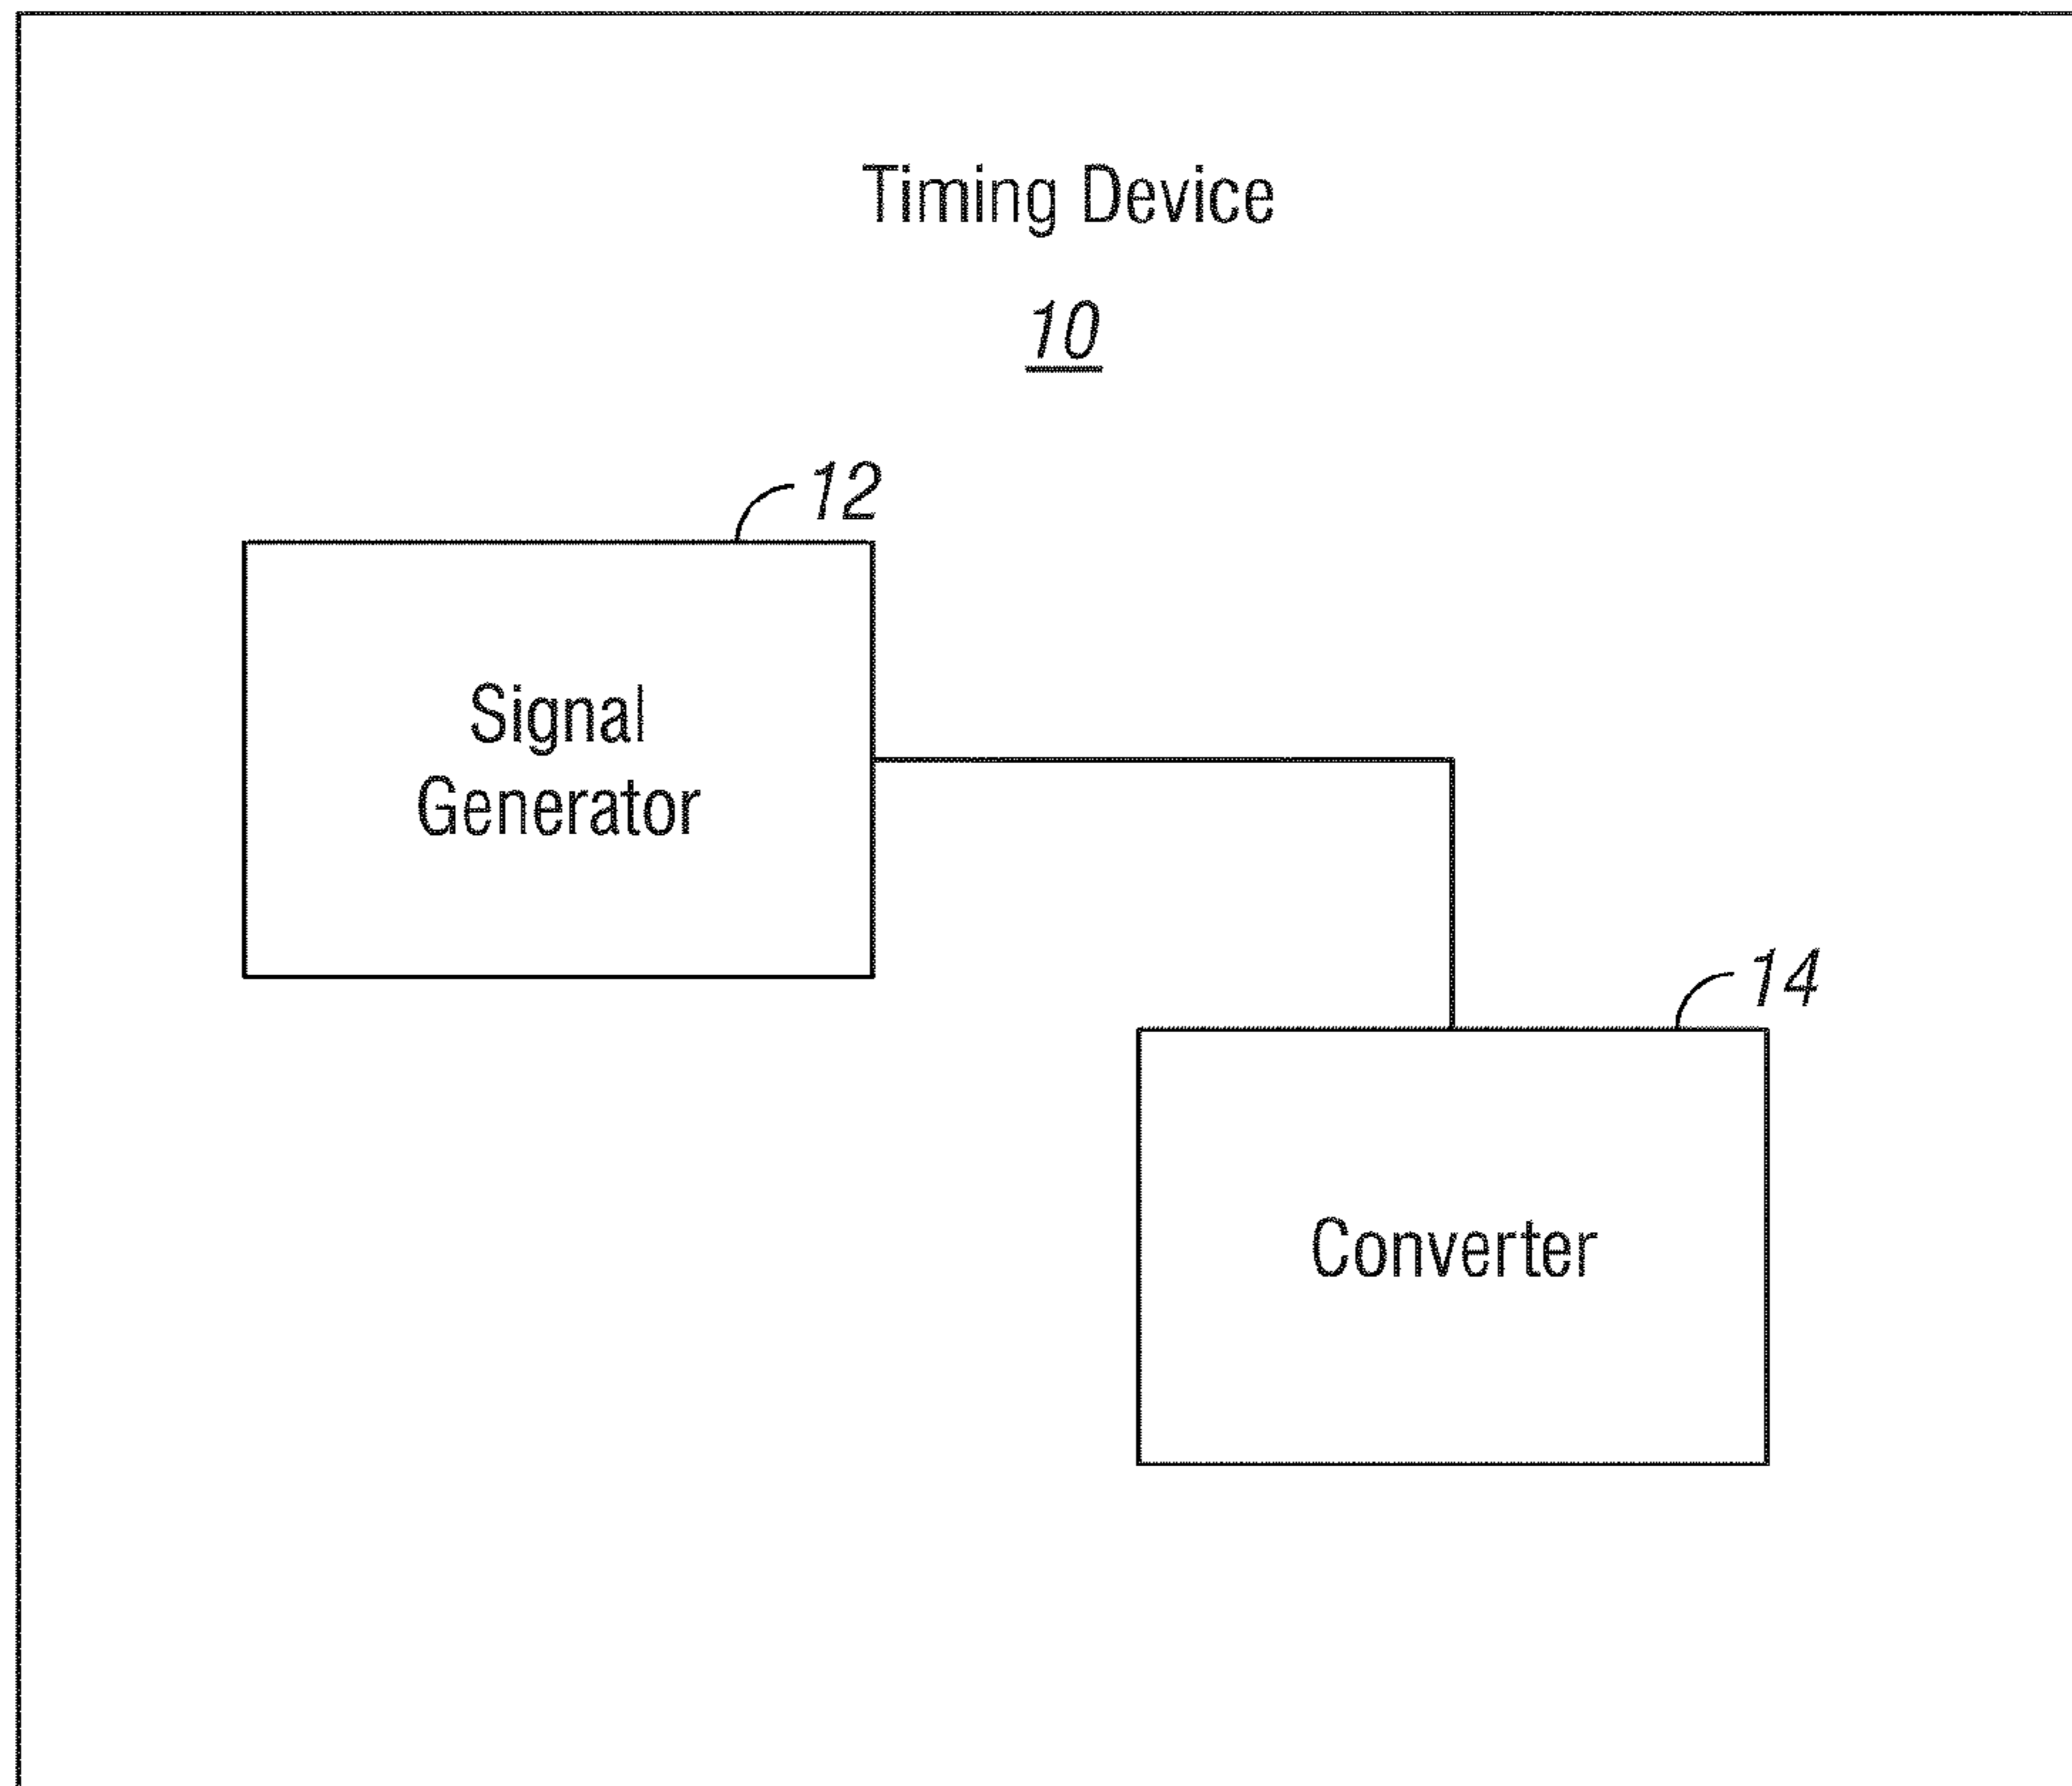 Timing Device
10
12
Signal
Generator
14
Converter